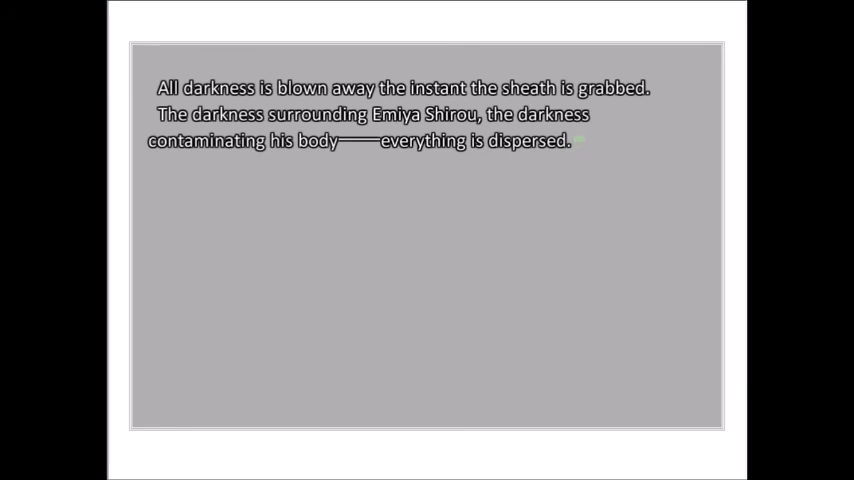 All darkness is blown away the instant the sheath is grabbed.
The darkness surrounding Emiya Shirou, the darkness
contaminating his body――everything is dispersed.